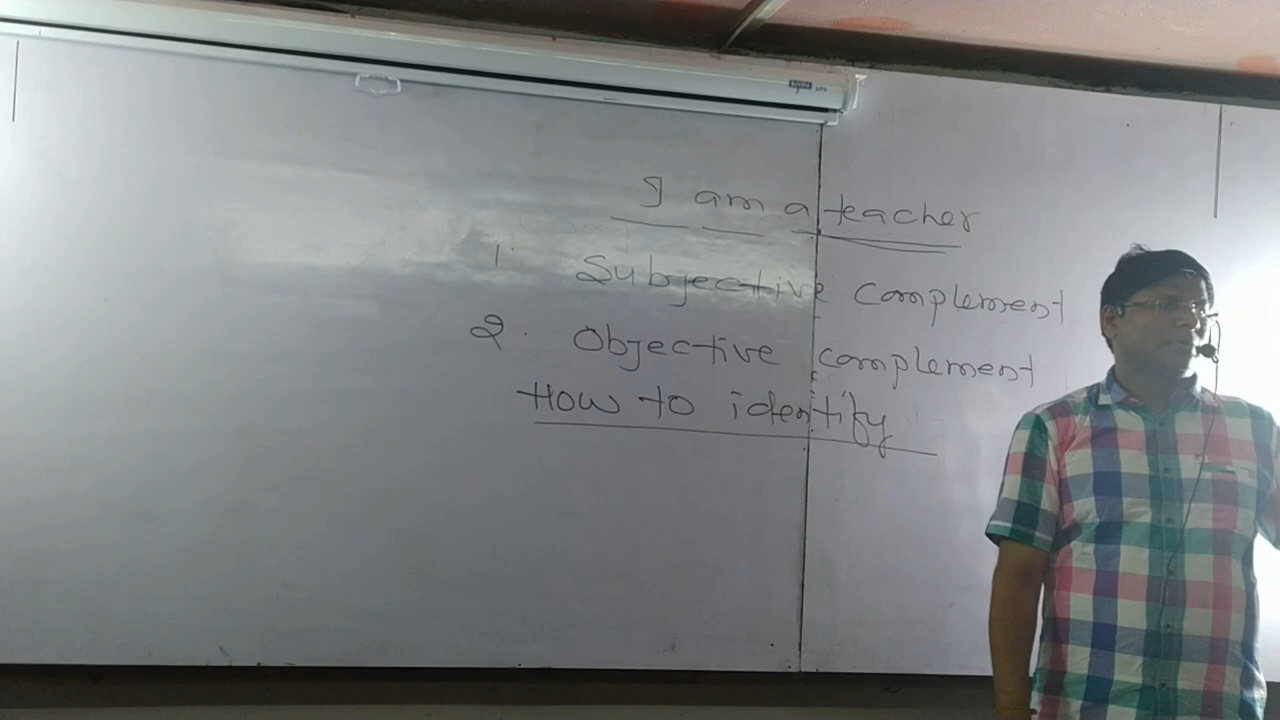 I am a teacher
1. Subjective complement
2. Objective complement
How to identify